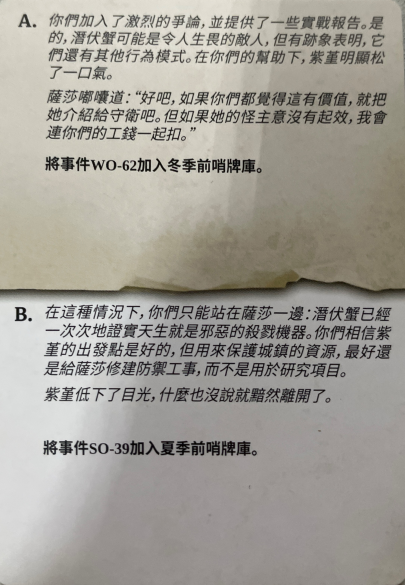 A. 你們加入了激烈的爭論，並提供了一些實戰報告。是
的，潛伏蟹可能是令人生畏的敵人，但有跡象表明，它
們還有其他行為模式。在你們的幫助下，紫堇明顯松
了一口氣。
薩莎嘟囔道：“好吧，如果你們都覺得這有價值，就把
她介紹給守衛吧。但如果她的怪主意沒有起效，我會
連你們的工錢一起扣。”
將事件WO-62加入冬季前哨牌庫。
B. 在這種情況下，你們只能站在薩莎一邊：潛伏蟹已經
一次次地證實天生就是邪惡的殺戮機器。你們相信紫
堇的出發點是好的，但用來保護城鎮的資源，最好還
是給薩莎修建防禦工事，而不是用於研究項目。
紫堇低下了目光，什麼也沒說就黯然離開了。
將事件SO-39加入夏季前哨牌庫。